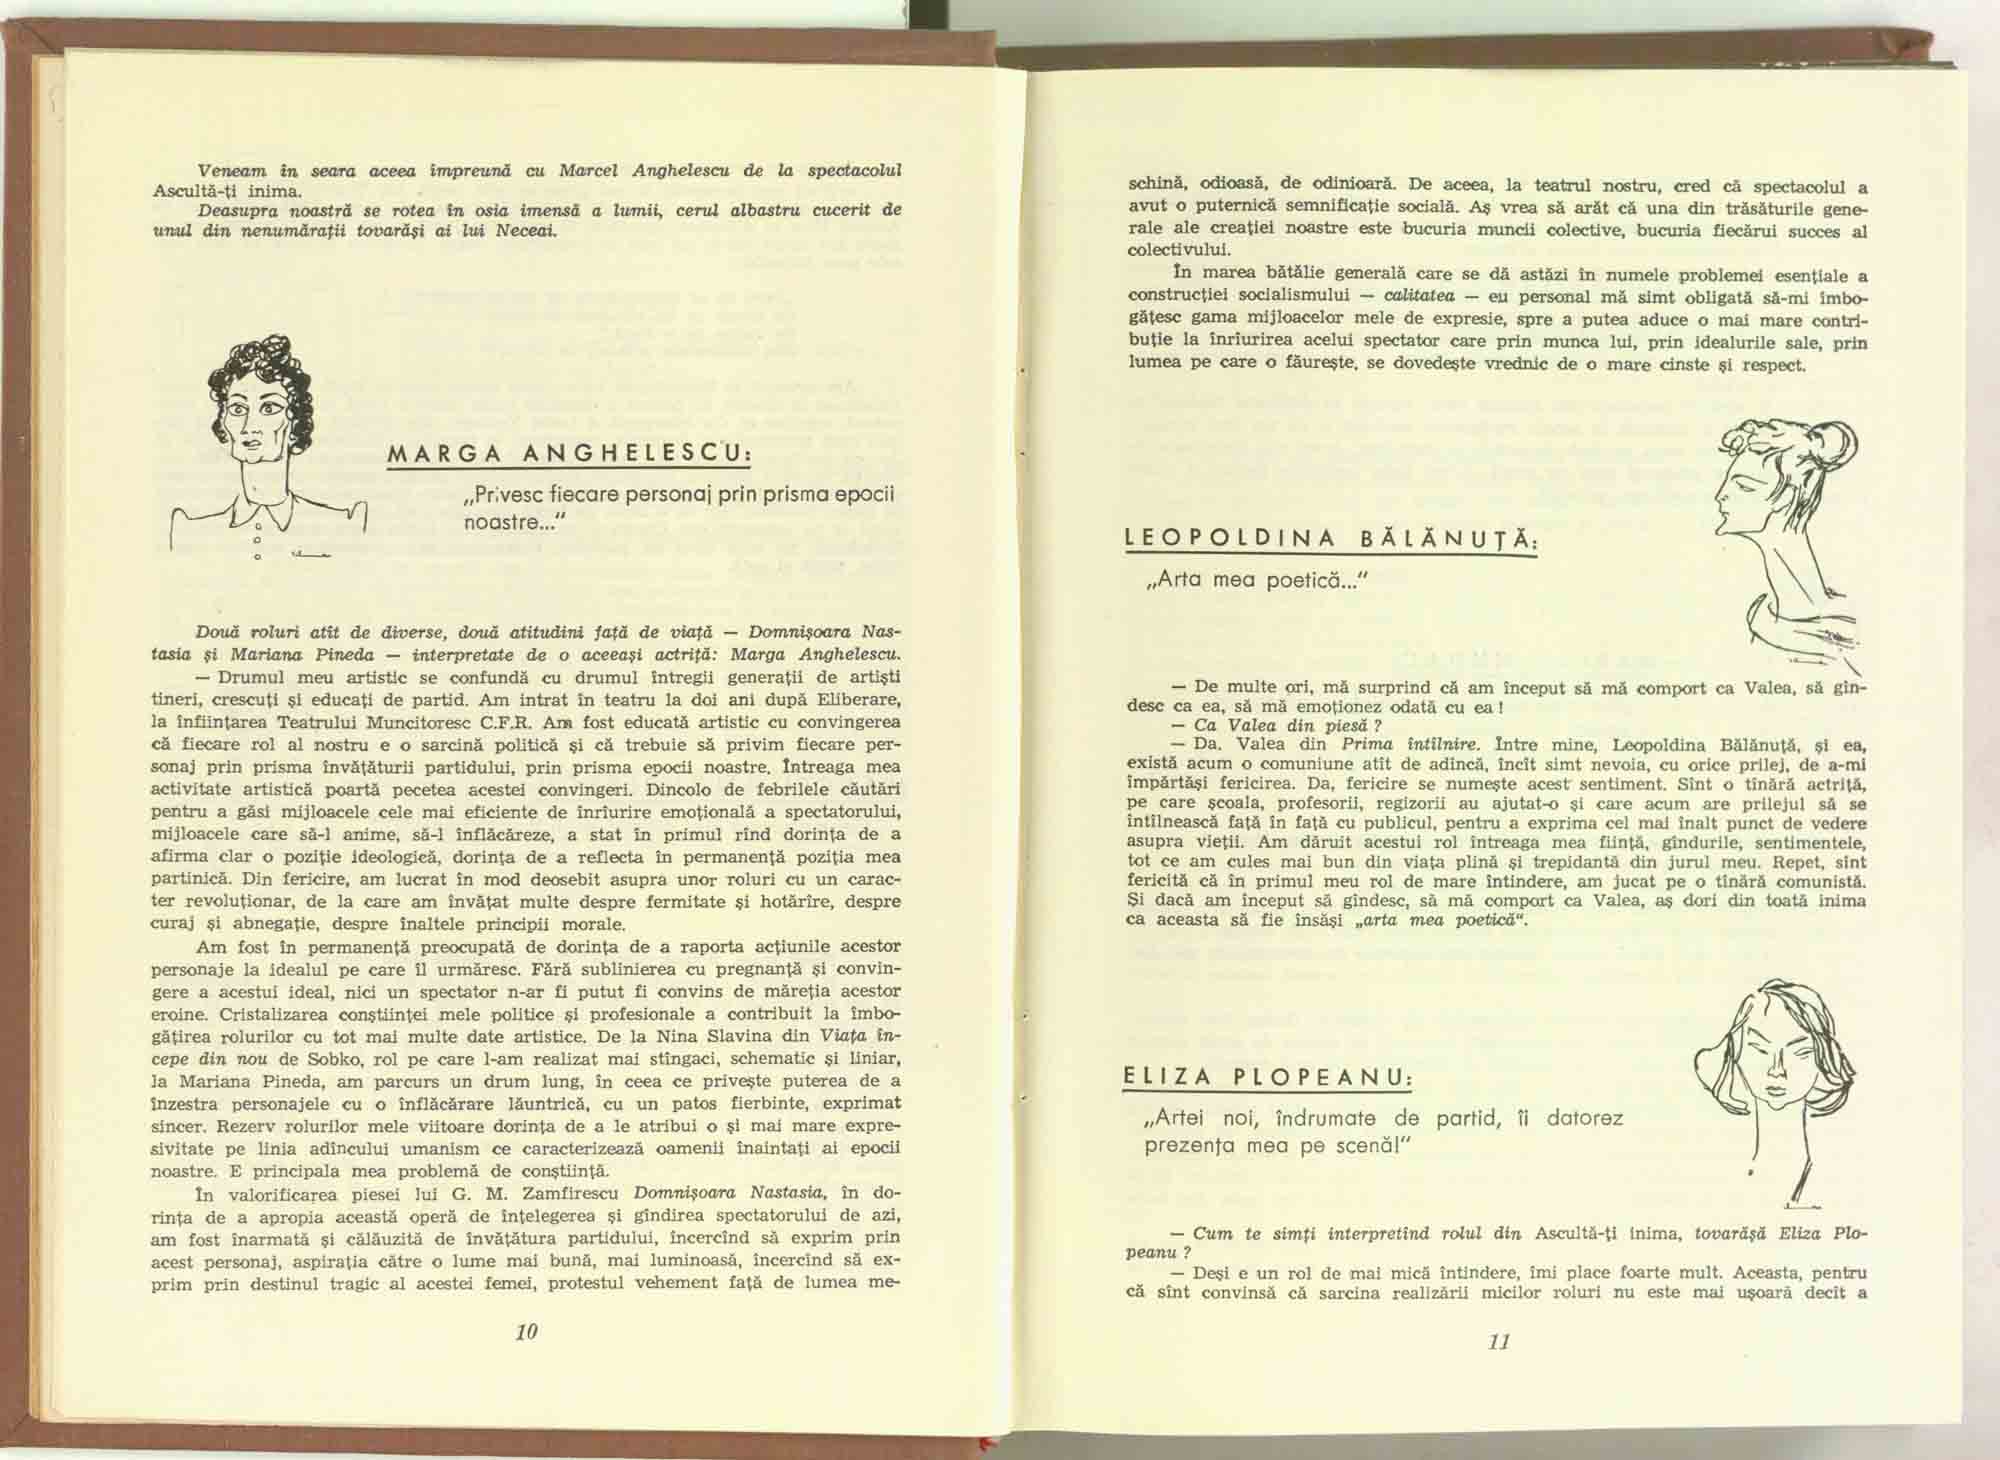 Veneam în seara aceea împreună cu Marcel Anghelescu de la spectacolul
Ascultă-ți inima.
Deasupra noastră se rotea în osia imensă a lumii, cerul albastru cucerit de
unul din nenumărații tovarăși ai lui Neceai.
MARGA ANGHELESCU:
„Privesc fiecare personaj prin prisma epocii
noastre...“
Două roluri atît de diverse, două atitudini față de viață — Domnișoara Nas-
tasia și Mariana Pineda — interpretate de o aceeași actriță: Marga Anghelescu.
— Drumul meu artistic se confundă cu drumul întregii generații de artiști
tineri, crescuți și educați de partid. Am intrat în teatru la doi ani după Eliberare,
la înființarea Teatrului Muncitoresc C.F.R. Am fost educată artistic cu convingerea
că fiecare rol al nostru e o sarcină politică și că trebuie să privim fiecare per-
sonaj prin prisma învățăturii partidului, prin prisma epocii noastre. Întreaga mea
activitate artistică poartă pecetea acestei convingeri. Dincolo de febrilele căutări
pentru a găsi mijloacele cele mai eficiente de înrîurire emoțională a spectatorului,
mijloacele care să-l anime, să-l înflăcăreze, a stat în primul rînd dorința de a
afirma clar o poziție ideologică, dorința de a reflecta în permanență poziția mea
partinică. Din fericire, am lucrat în mod deosebit asupra unor roluri cu un carac-
ter revoluționar, de la care am învățat multe despre fermitate și hotărîre, despre
curaj și abnegație, despre înaltele principii morale.
Am fost în permanență preocupată de dorința de a raporta acțiunile acestor
personaje la idealul pe care îl urmăresc. Fără sublinierea cu pregnanță și convin-
gere a acestui ideal, nici un spectator n-ar fi putut fi convins de măreția acestor
eroine. Cristalizarea conștiinței mele politice și profesionale a contribuit la îmbo-
gățirea rolurilor cu tot mai multe date artistice. De la Nina Slavina din Viața în-
cepe din nou de Sobko, rol pe care l-am realizat mai stîngaci, schematic și liniar,
la Mariana Pineda, am parcurs un drum lung, în ceea ce privește puterea de a
înzestra personajele cu o înflăcărare lăuntrică, cu un patos fierbinte, exprimat
sincer. Rezerv rolurilor mele viitoare dorința de a le atribui o și mai mare expre-
sivitate pe linia adîncului umanism ce caracterizează oamenii înaintați ai epocii
noastre. E principala mea problemă de conștiință.
În valorificarea piesei lui G. M. Zamfirescu Domnișoara Nastasia, în do-
rința de a apropia această operă de înțelegerea și gîndirea spectatorului de azi,
am fost înarmată și călăuzită de învățătura partidului, încercînd să exprim prin
acest personaj, aspirația către o lume mai bună, mai luminoasă, încercînd să ex-
prim prin destinul tragic al acestei femei, protestul vehement față de lumea me-
10
schină, odioasă, de odinioară. De aceea, la teatrul nostru, cred că spectacolul a
avut o puternică semnificație socială. Aș vrea să arăt că una din trăsăturile gene-
rale ale creației noastre este bucuria muncii colective, bucuria fiecărui succes al
colectivului.
În marea bătălie generală care se dă astăzi în numele problemei esențiale a
construcției socialismului — calitatea — eu personal mă simt obligată să-mi îmbo-
gățesc gama mijloacelor mele de expresie, spre a putea aduce o mai mare contri-
buție la înrîurirea acelui spectator care prin munca lui, prin idealurile sale, prin
lumea pe care o făurește, se dovedește vrednic de o mare cinste și respect.
LEOPOLDINA BĂLĂNUȚĂ:
„Arta mea poetică...“
— De multe ori, mă surprind că am început să mă comport ca Valea, să gîn-
desc ca ea, să mă emoționez odată cu ea !
— Ca Valea din piesă ?
— Da. Valea din Prima întîlnire. Între mine, Leopoldina Bălănuță, și ea,
există acum o comuniune atît de adîncă, încît simt nevoia, cu orice prilej, de a-mi
împărtăși fericirea. Da, fericire se numește acest sentiment. Sînt o tînără actriță,
pe care școala, profesorii, regizorii au ajutat-o și care acum are prilejul să se
întîlnească față în față cu publicul, pentru a exprima cel mai înalt punct de vedere
asupra vieții. Am dăruit acestui rol întreaga mea ființă, gîndurile, sentimentele,
tot ce am cules mai bun din viața plină și trepidantă din jurul meu. Repet, sînt
fericită că în primul meu rol de mare întindere, am jucat pe o tînără comunistă.
Și dacă am început să gîndesc, să mă comport ca Valea, aș dori din toată inima
ca aceasta să fie însăși „arta mea poetică“.
ELIZA PLOPEANU:
„Artei noi, îndrumate de partid, îi datorez
prezența mea pe scenă!“
— Cum te simți interpretînd rolul din Ascultă-ți inima, tovarășă Eliza Plo-
peanu ?
— Deși e un rol de mai mică întindere, îmi place foarte mult. Aceasta, pentru
că sînt convinsă că sarcina realizării micilor roluri nu este mai ușoară decît a
11